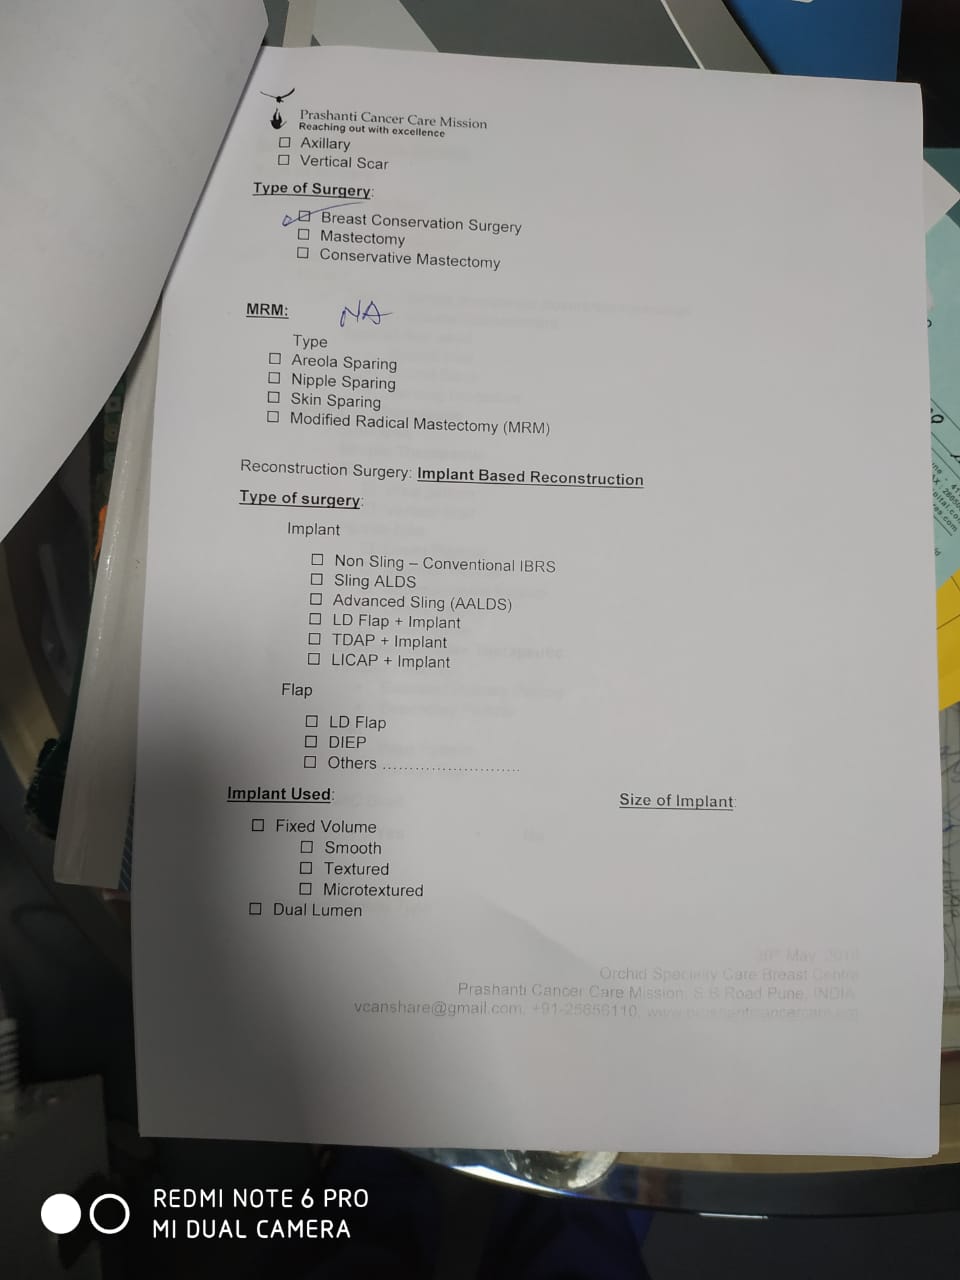 Prashanti Cancer Care Mission
Reaching out with excellence
☐ Axillary
☐ Vertical Scar
Type of Surgery:
☑ Breast Conservation Surgery
☐ Mastectomy
☐ Conservative Mastectomy
MRM: NA
Type
☐ Areola Sparing
☐ Nipple Sparing
☐ Skin Sparing
☐ Modified Radical Mastectomy (MRM)
Reconstruction Surgery: Implant Based Reconstruction
Type of surgery:
Implant
☐ Non Sling – Conventional IBRS
☐ Sling ALDS
☐ Advanced Sling (AALDS)
☐ LD Flap + Implant
☐ TDAP + Implant
☐ LICAP + Implant
Flap
☐ LD Flap
☐ DIEP
☐ Others ..........................
Implant Used: Size of Implant:
☐ Fixed Volume
☐ Smooth
☐ Textured
☐ Microtextured
☐ Dual Lumen
May
Orchid Specialty Care Breast Centre
Prashanti Cancer Care Mission, S B Road Pune, INDIA
vcanshare@gmail.com, +91-25656110,
REDMI NOTE 6 PRO
MI DUAL CAMERA